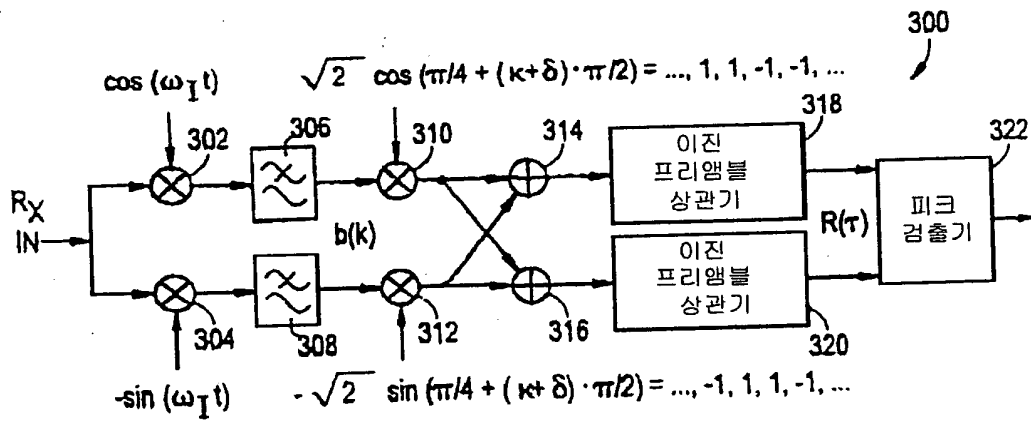 300
cos (ω_I t)
√2 cos (π/4 + (κ+δ)·π/2) = ..., 1, 1, -1, -1, ...
302
306
310
314
318
322
이진
프리앰블
상관기
R_X
IN
b(k)
R(τ)
피크
검출기
이진
프리앰블
상관기
304
308
312
316
320
-sin (ω_I t)
-√2 sin (π/4 + (κ+δ)·π/2) = ..., -1, 1, 1, -1, ...